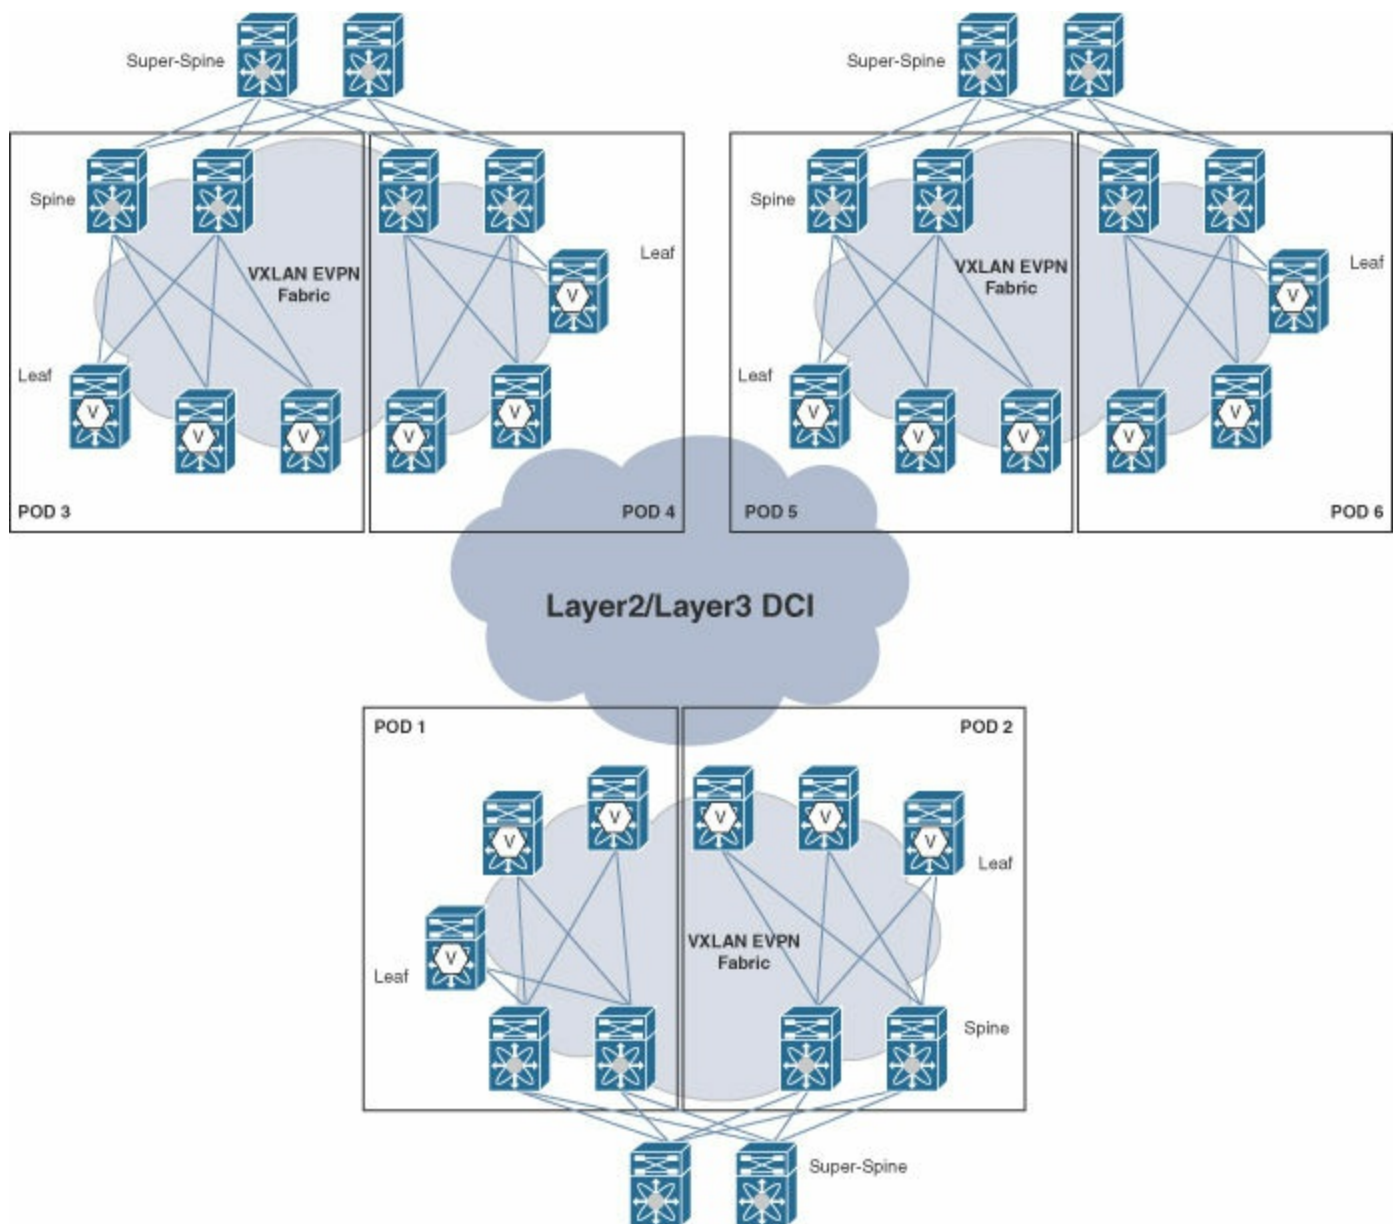 Super-Spine
Super-Spine
Spine
Leaf
VXLAN EVPN
Fabric
Leaf
V
V
V
V
V
V
POD 3
POD 4
Spine
Leaf
VXLAN EVPN
Fabric
Leaf
V
V
V
V
V
V
POD 5
POD 6
Layer2/Layer3 DCI
POD 1
POD 2
V
V
V
V
V
Leaf
V
VXLAN EVPN
Fabric
Leaf
Spine
Super-Spine